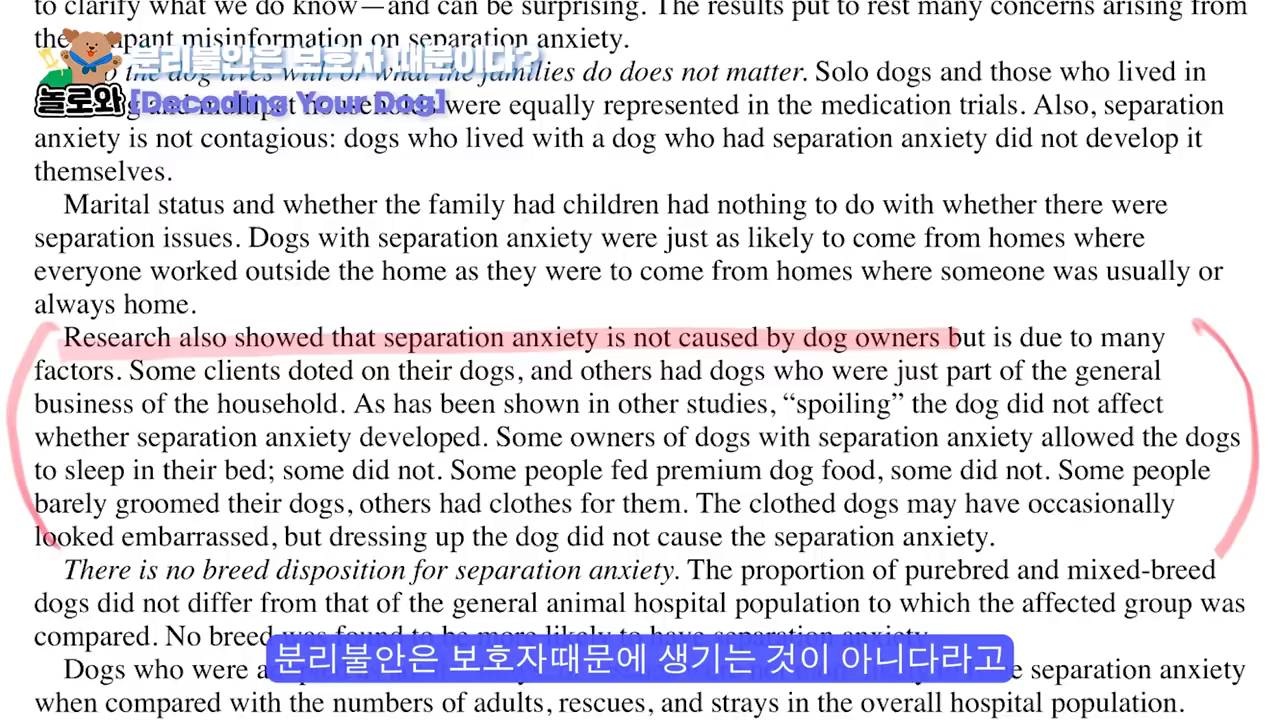 to clarify what we do know—and can be surprising. The results put to rest many concerns arising from
the misinformation on separation anxiety.
분리불안은 보호자 때문이다?
the dog lives with or what the families do does not matter. Solo dogs and those who lived in
놀로와 [Decoding Your Dog]
and households were equally represented in the medication trials. Also, separation
anxiety is not contagious: dogs who lived with a dog who had separation anxiety did not develop it
themselves.
Marital status and whether the family had children had nothing to do with whether there were
separation issues. Dogs with separation anxiety were just as likely to come from homes where
everyone worked outside the home as they were to come from homes where someone was usually or
always home.
Research also showed that separation anxiety is not caused by dog owners but is due to many
factors. Some clients doted on their dogs, and others had dogs who were just part of the general
business of the household. As has been shown in other studies, “spoiling” the dog did not affect
whether separation anxiety developed. Some owners of dogs with separation anxiety allowed the dogs
to sleep in their bed; some did not. Some people fed premium dog food, some did not. Some people
barely groomed their dogs, others had clothes for them. The clothed dogs may have occasionally
looked embarrassed, but dressing up the dog did not cause the separation anxiety.
There is no breed disposition for separation anxiety. The proportion of purebred and mixed-breed
dogs did not differ from that of the general animal hospital population to which the affected group was
compared. No breed was found to be more likely to have separation anxiety.
분리불안은 보호자때문에 생기는 것이 아니다라고
Dogs who were separation anxiety
when compared with the numbers of adults, rescues, and strays in the overall hospital population.